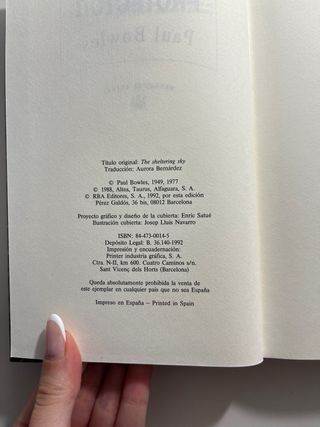 Título original: The sheltering sky
Traducción: Aurora Bernárdez
© Paul Bowles, 1949, 1977
© 1988, Altea, Taurus, Alfaguara, S. A.
© RBA Editores, S. A., 1992, por esta edición
Pérez Galdós, 36 bis, 08012 Barcelona
Proyecto gráfico y diseño de la cubierta: Enric Satué
Ilustración cubierta: Josep Lluís Navarro
ISBN: 84-473-0014-5
Depósito Legal: B. 36.140-1992
Impresión y encuadernación:
Printer industria gráfica, S. A.
Ctra. N-II, km 600. Cuatro Caminos s/n.
Sant Vicenç dels Horts (Barcelona)
Queda absolutamente prohibida la venta de
este ejemplar en cualquier país que no sea España
Impreso en España – Printed in Spain